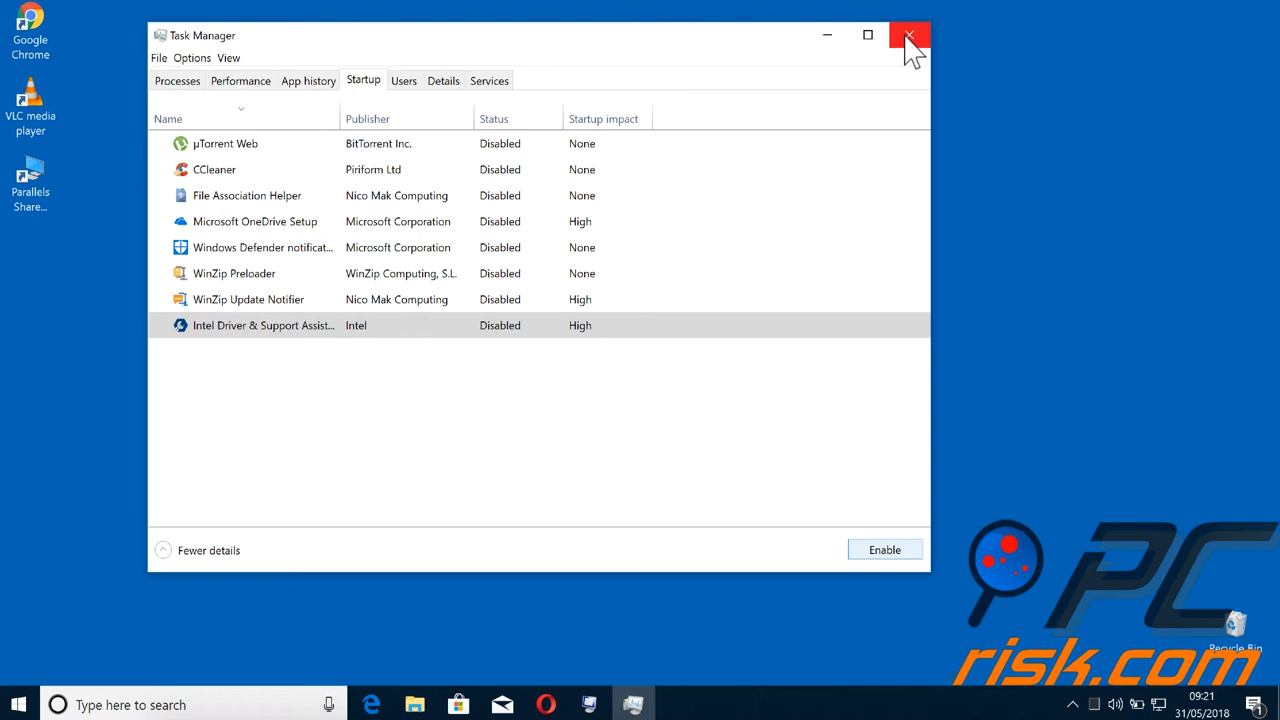 Google
Chrome
VLC media
player
Parallels
Share...
Task Manager
File Options View
Processes Performance App history Startup Users Details Services
Name Publisher Status Startup impact
µTorrent Web BitTorrent Inc. Disabled None
CCleaner Piriform Ltd Disabled None
File Association Helper Nico Mak Computing Disabled None
Microsoft OneDrive Setup Microsoft Corporation Disabled High
Windows Defender notificat... Microsoft Corporation Disabled None
WinZip Preloader WinZip Computing, S.L. Disabled None
WinZip Update Notifier Nico Mak Computing Disabled High
Intel Driver & Support Assist... Intel Disabled High
Fewer details Enable
PC
risk.com
Recycle Bin
Type here to search
09:21
31/05/2018
1